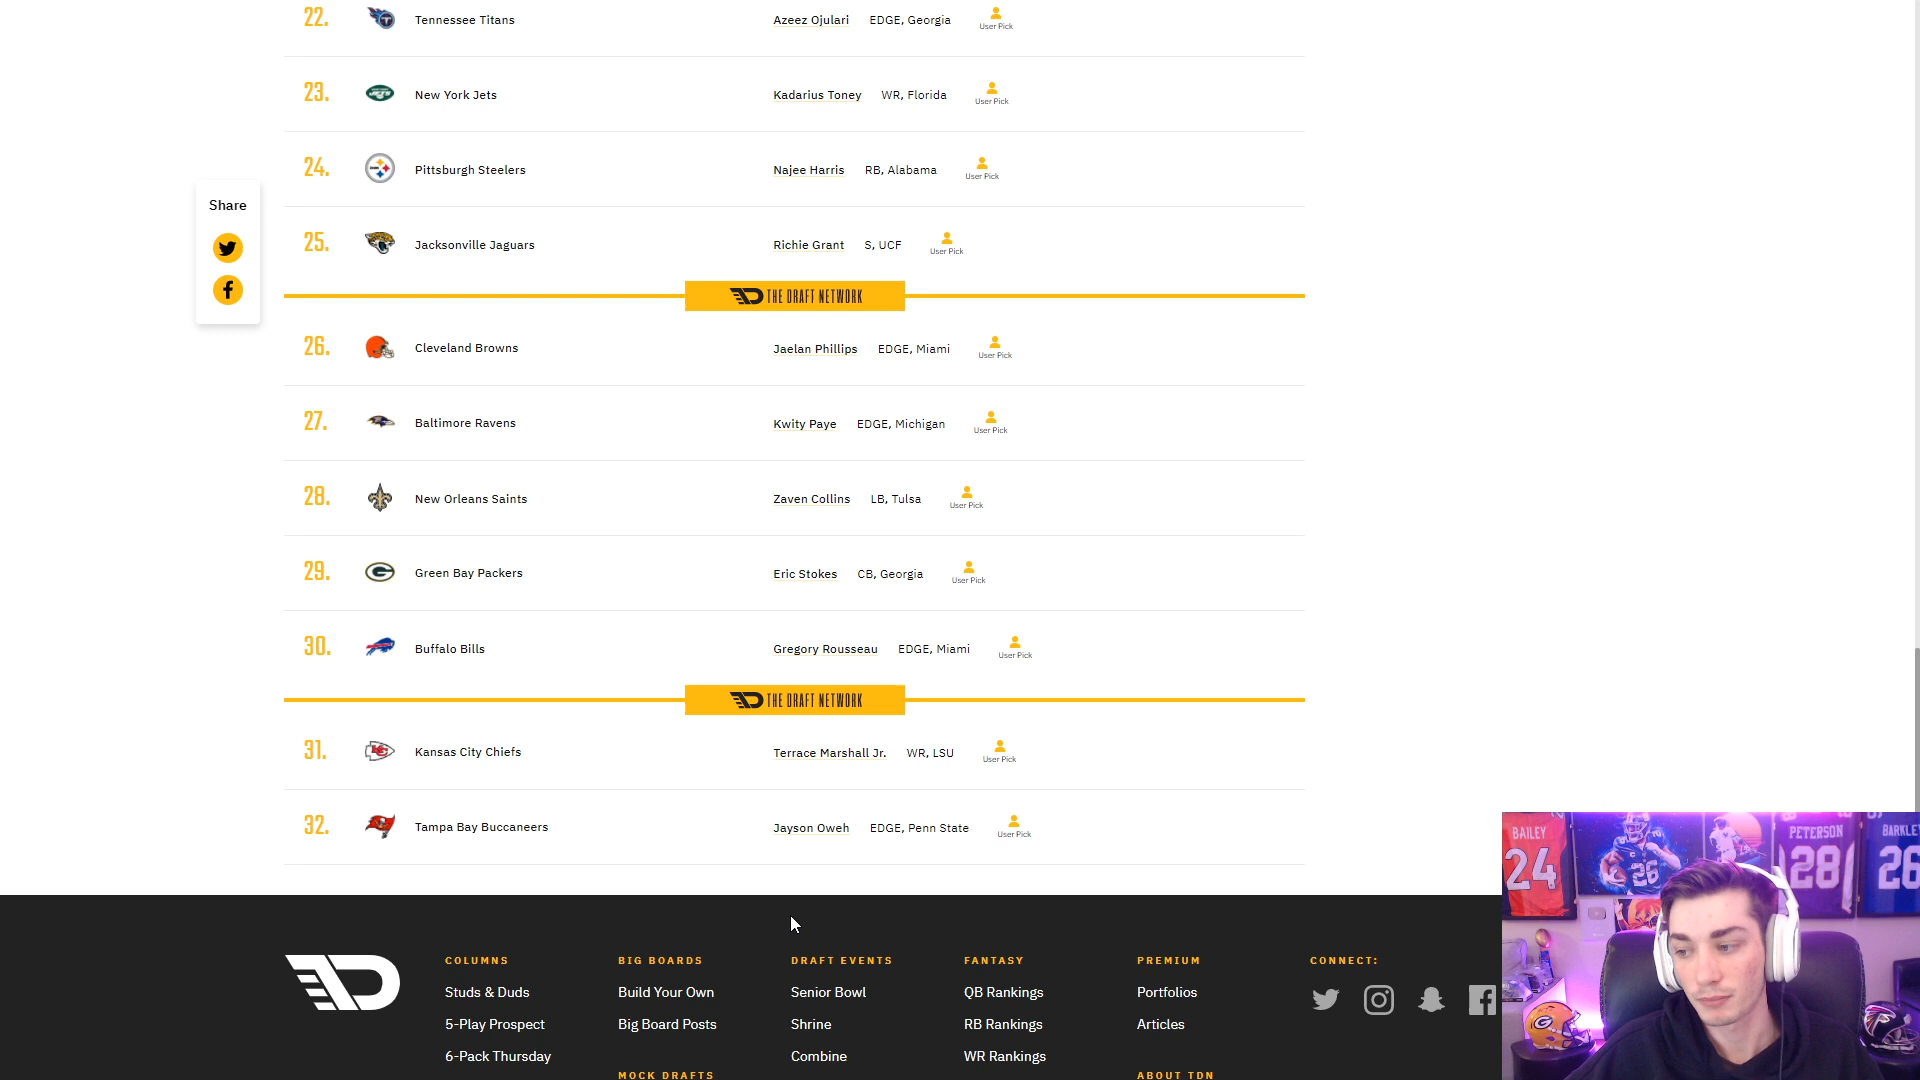 22. Tennessee Titans Azeez Ojulari EDGE, Georgia User Pick
23. New York Jets Kadarius Toney WR, Florida User Pick
24. Pittsburgh Steelers Najee Harris RB, Alabama User Pick
Share
25. Jacksonville Jaguars Richie Grant S, UCF User Pick
THE DRAFT NETWORK
26. Cleveland Browns Jaelan Phillips EDGE, Miami User Pick
27. Baltimore Ravens Kwity Paye EDGE, Michigan User Pick
28. New Orleans Saints Zaven Collins LB, Tulsa User Pick
29. Green Bay Packers Eric Stokes CB, Georgia User Pick
30. Buffalo Bills Gregory Rousseau EDGE, Miami User Pick
THE DRAFT NETWORK
31. Kansas City Chiefs Terrace Marshall Jr. WR, LSU User Pick
32. Tampa Bay Buccaneers Jayson Oweh EDGE, Penn State User Pick
BAILEY
24
26
PETERSON
28
BARKLEY
26
COLUMNS BIG BOARDS DRAFT EVENTS FANTASY PREMIUM CONNECT:
Studs & Duds Build Your Own Senior Bowl QB Rankings Portfolios
5-Play Prospect Big Board Posts Shrine RB Rankings Articles
6-Pack Thursday Combine WR Rankings
MOCK DRAFTS ABOUT TDN